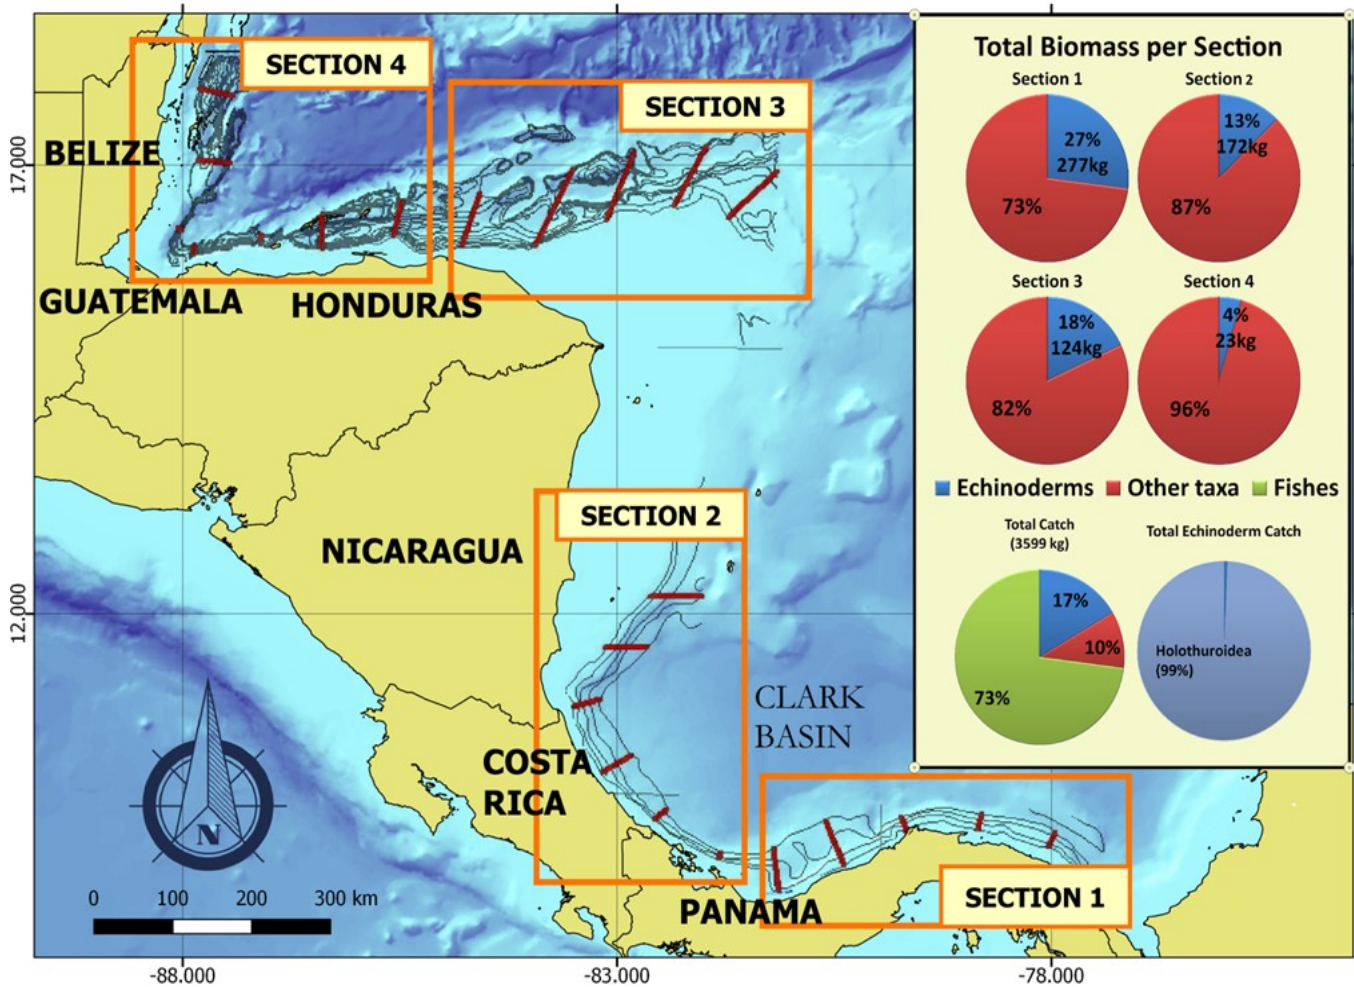 SECTION 4
SECTION 3
BELIZE
GUATEMALA
HONDURAS
SECTION 2
NICARAGUA
CLARK
BASIN
COSTA
RICA
PANAMA
SECTION 1
N
0 100 200 300 km
17.000
12.000
-88.000
-83.000
-78.000
Total Biomass per Section
Section 1
Section 2
27%
277kg
73%
13%
172kg
87%
Section 3
Section 4
18%
124kg
82%
4%
23kg
96%
Echinoderms Other taxa Fishes
Total Catch
(3599 kg)
17%
10%
73%
Total Echinoderm Catch
Holothuroidea
(99%)